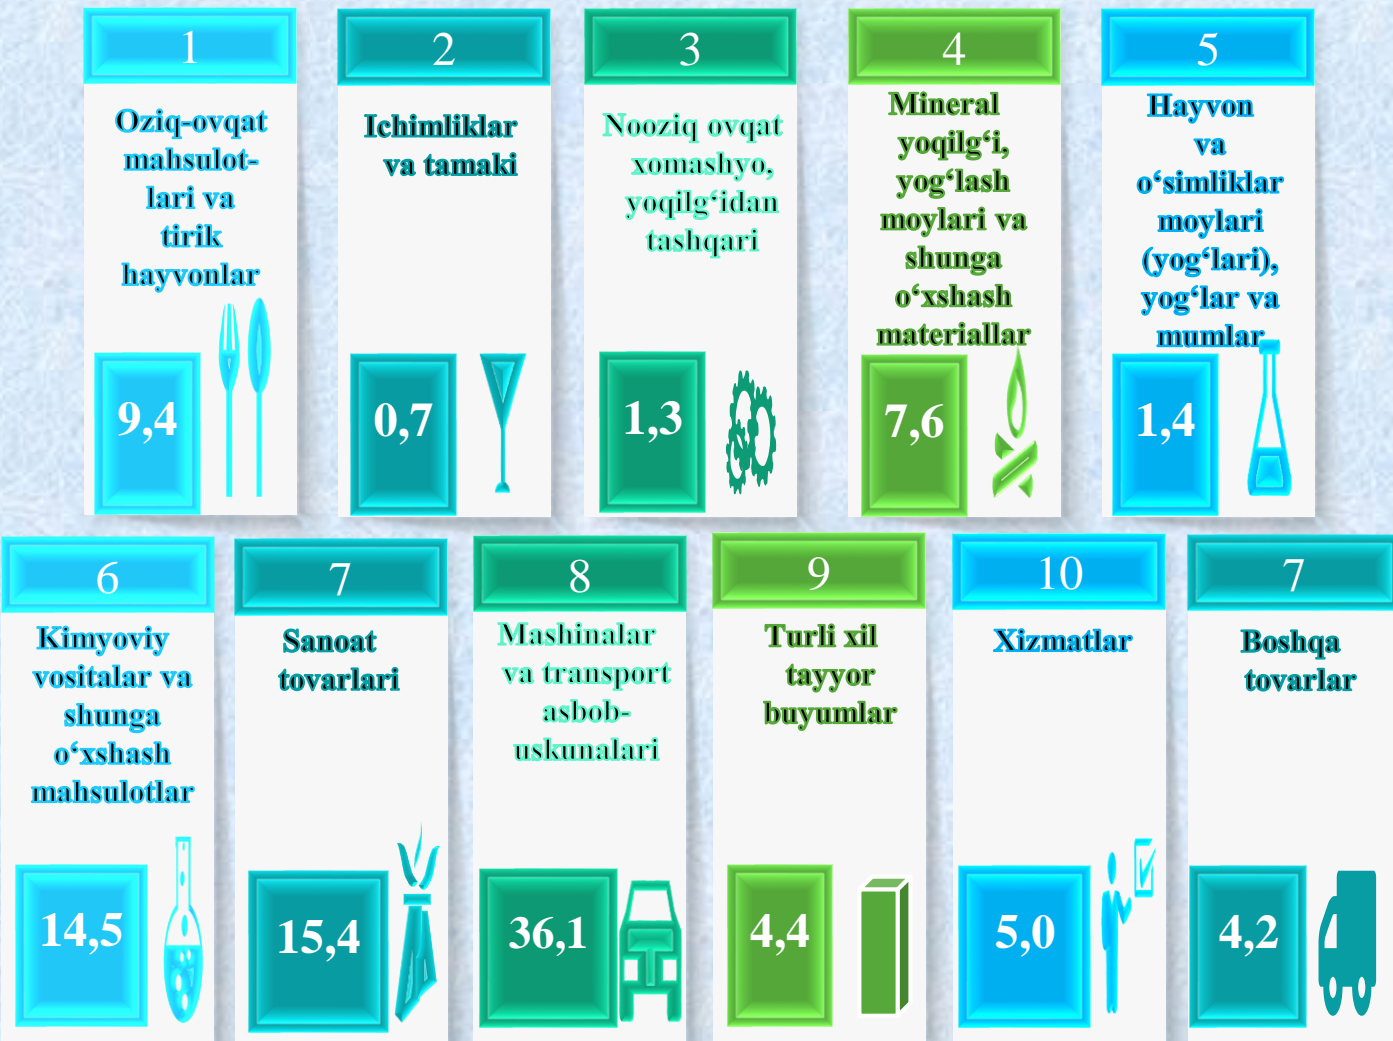 1
Oziq-ovqat
mahsulot-
lari va
tirik
hayvonlar
9,4
2
Ichimliklar
va tamaki
0,7
3
Nooziq ovqat
xomashyo,
yoqilg‘idan
tashqari
1,3
4
Mineral
yoqilg‘i,
yog‘lash
moylari va
shunga
o‘xshash
materiallar
7,6
5
Hayvon
va
o‘simliklar
moylari
(yog‘lari),
yog‘lar va
mumlar
1,4
6
Kimyoviy
vositalar va
shunga
o‘xshash
mahsulotlar
14,5
7
Sanoat
tovarlari
15,4
8
Mashinalar
va transport
asbob-
uskunalari
36,1
9
Turli xil
tayyor
buyumlar
4,4
10
Xizmatlar
5,0
7
Boshqa
tovarlar
4,2